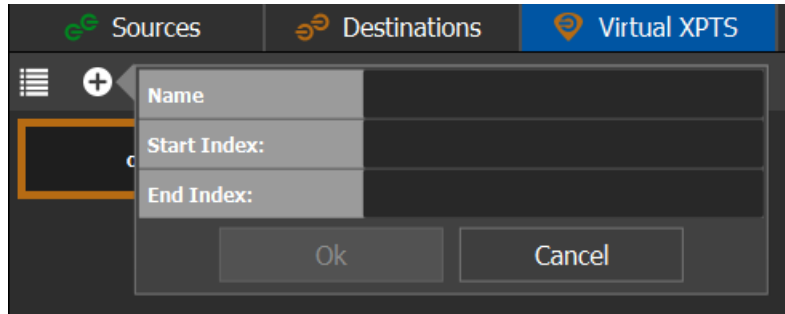 Sources Destinations Virtual XPTS
Name
Start Index:
End Index:
Ok Cancel